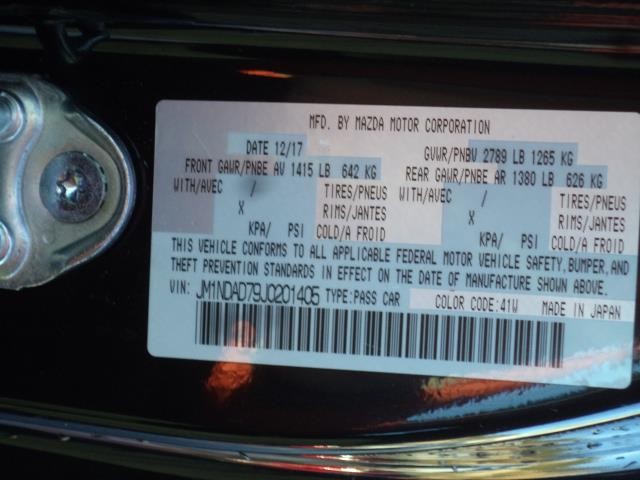 MFD. BY MAZDA MOTOR CORPORATION
DATE 12/17 GVWR/PNBV 2789 LB 1265 KG
FRONT GAWR/PNBE AV 1415 LB 642 KG REAR GAWR/PNBE AR 1380 LB 626 KG
WITH/AVEC / TIRES/PNEUS WITH/AVEC / TIRES/PNEUS
X RIMS/JANTES X RIMS/JANTES
KPA/ PSI COLD/A FROID KPA/ PSI COLD/A FROID
THIS VEHICLE CONFORMS TO ALL APPLICABLE FEDERAL MOTOR VEHICLE SAFETY, BUMPER, AND
THEFT PREVENTION STANDARDS IN EFFECT ON THE DATE OF MANUFACTURE SHOWN ABOVE.
VIN: JM1NDAD79J0201405 TYPE:PASS CAR COLOR CODE:41W MADE IN JAPAN